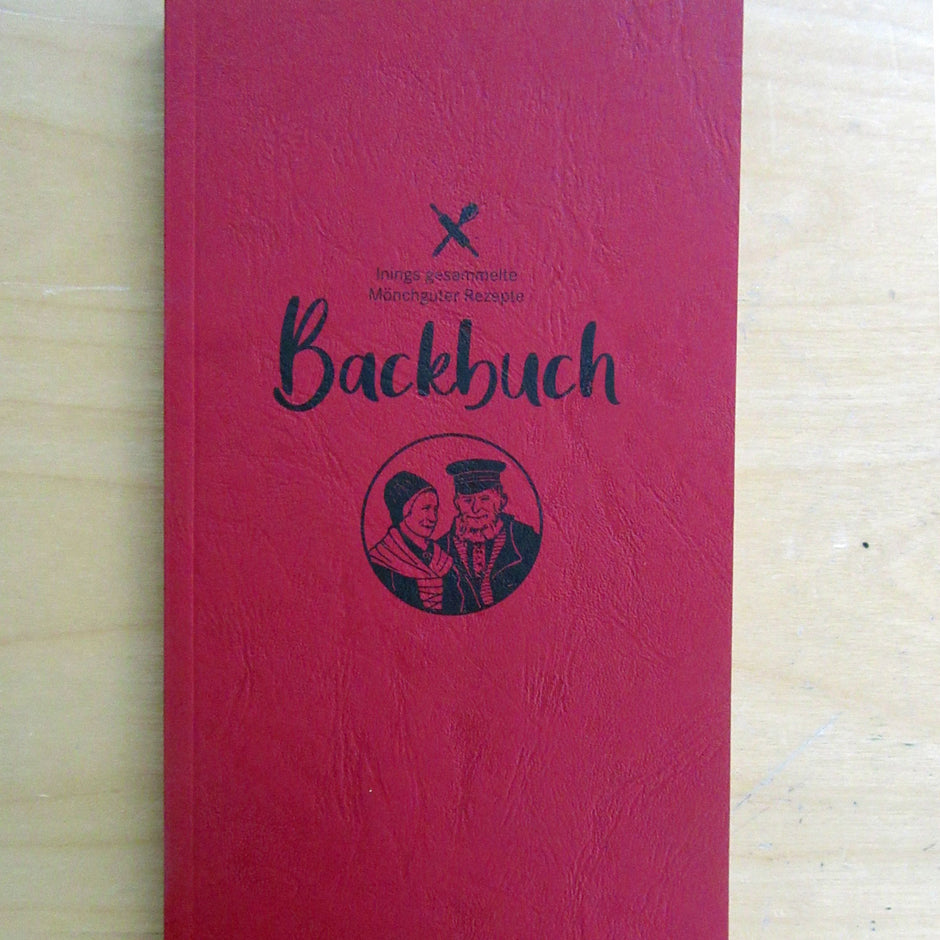 Inings gesammelte
Mönchguter Rezepte
Backbuch